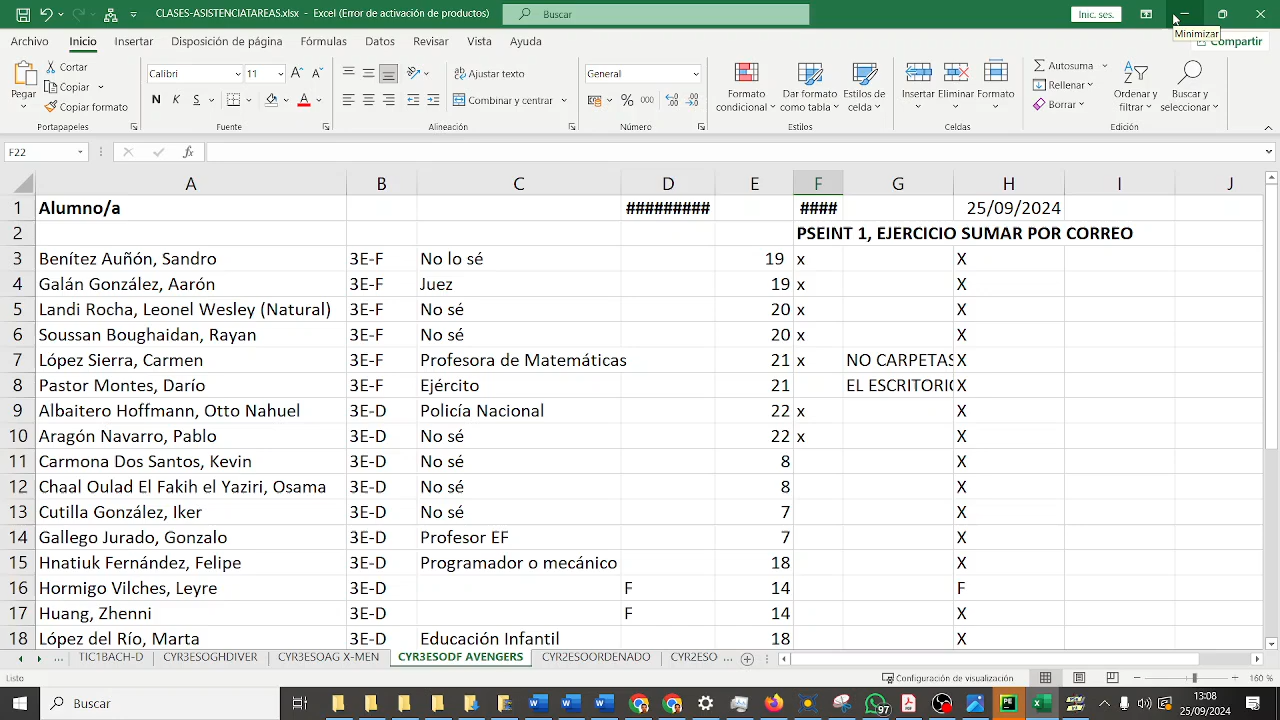 CLASES-ASISTENCIATAREAS.xlsx - Excel (Error de activación de productos)
Buscar
Inic. ses.
Minimizar
Archivo Inicio Insertar Disposición de página Fórmulas Datos Revisar Vista Ayuda Compartir
Pegar
Cortar
Copiar
Copiar formato
Portapapeles
Calibri 11
N K S
Fuente
Ajustar texto
Combinar y centrar
Alineación
General
% 000
Número
Formato condicional
Dar formato como tabla
Estilos de celda
Estilos
Insertar Eliminar Formato
Celdas
Autosuma
Rellenar
Borrar
Ordenar y filtrar
Buscar y seleccionar
Edición
F22 fx
A B C D E F G H I J
1 Alumno/a ######### #### 25/09/2024
2 PSEINT 1, EJERCICIO SUMAR POR CORREO
3 Benítez Auñón, Sandro 3E-F No lo sé 19 x X
4 Galán González, Aarón 3E-F Juez 19 x X
5 Landi Rocha, Leonel Wesley (Natural) 3E-F No sé 20 x X
6 Soussan Boughaidan, Rayan 3E-F No sé 20 x X
7 López Sierra, Carmen 3E-F Profesora de Matemáticas 21 x NO CARPETAS X
8 Pastor Montes, Darío 3E-F Ejército 21 EL ESCRITORIO X
9 Albaitero Hoffmann, Otto Nahuel 3E-D Policía Nacional 22 x X
10 Aragón Navarro, Pablo 3E-D No sé 22 x X
11 Carmona Dos Santos, Kevin 3E-D No sé 8 X
12 Chaal Oulad El Fakih el Yaziri, Osama 3E-D No sé 8 X
13 Cutilla González, Iker 3E-D No sé 7 X
14 Gallego Jurado, Gonzalo 3E-D Profesor EF 7 X
15 Hnatiuk Fernández, Felipe 3E-D Programador o mecánico 18 X
16 Hormigo Vilches, Leyre 3E-D F 14 F
17 Huang, Zhenni 3E-D F 14 X
18 López del Río, Marta 3E-D Educación Infantil 18 X
... TIC1BACH-D CYR3ESOGHDIVER CYR3ESOAG X-MEN CYR3ESODF AVENGERS CYR2ESOORDENADO CYR2ESO ...
Listo Configuración de visualización 160 %
Buscar 97 13:08
25/09/2024